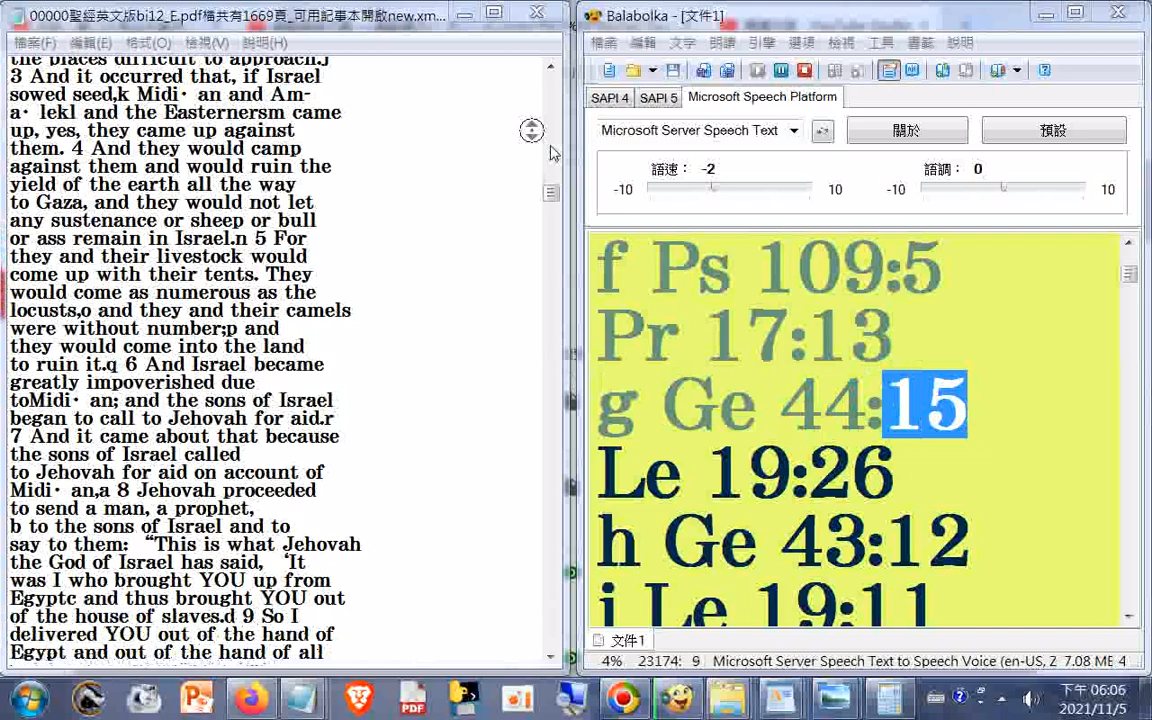 00000聖經英文版bi12_E.pdf檔共有1669頁_可用記事本開啟new.xm...
檔案(F) 編輯(E) 格式(O) 檢視(V) 說明(H)
the places difficult to approach.j
3 And it occurred that, if Israel
sowed seed,k Midi· an and Am-
a· lekl and the Easternersm came
up, yes, they came up against
them. 4 And they would camp
against them and would ruin the
yield of the earth all the way
to Gaza, and they would not let
any sustenance or sheep or bull
or ass remain in Israel.n 5 For
they and their livestock would
come up with their tents. They
would come as numerous as the
locusts,o and they and their camels
were without number;p and
they would come into the land
to ruin it.q 6 And Israel became
greatly impoverished due
toMidi· an; and the sons of Israel
began to call to Jehovah for aid.r
7 And it came about that because
the sons of Israel called
to Jehovah for aid on account of
Midi· an,a 8 Jehovah proceeded
to send a man, a prophet,
b to the sons of Israel and to
say to them: “This is what Jehovah
the God of Israel has said, ‘It
was I who brought YOU up from
Egyptc and thus brought YOU out
of the house of slaves.d 9 So I
delivered YOU out of the hand of
Egypt and out of the hand of all
Balabolka - [文件1]
檔案 編輯 文字 朗讀 引擎 選項 檢視 工具 書籤 說明
SAPI 4 SAPI 5 Microsoft Speech Platform
Microsoft Server Speech Text 關於 預設
語速： -2 語調： 0
-10 10 -10 10
f Ps 109:5
Pr 17:13
g Ge 44:15
Le 19:26
h Ge 43:12
i Le 19:11
文件1
4% 23174: 9 Microsoft Server Speech Text to Speech Voice (en-US, Z 7.08 ME 4
PDF
下午 06:06
2021/11/5